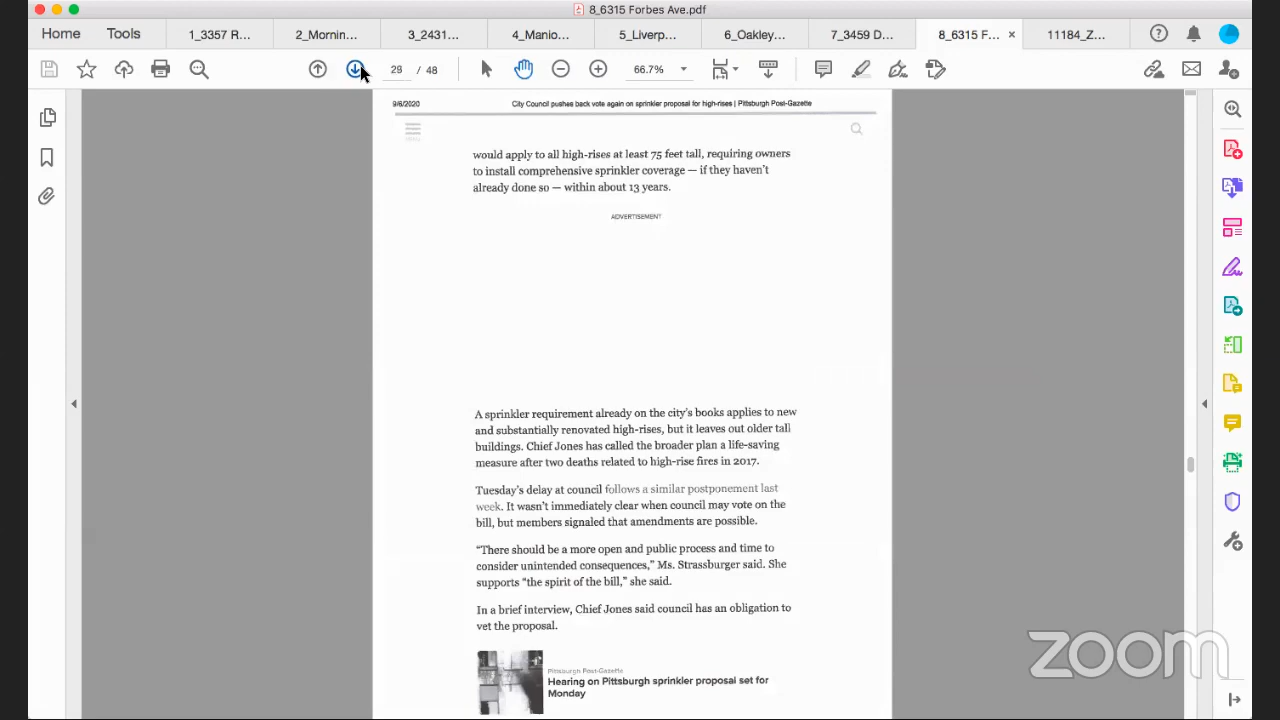 8_6315 Forbes Ave.pdf
Home
Tools
1_3357 R...
2_Mornin...
3_2431...
4_Manio...
5_Liverp...
6_Oakley...
7_3459 D...
8_6315 F...
11184_Z...
/ 48
66.7%
9/6/2020
City Council pushes back vote again on sprinkler proposal for high-rises | Pittsburgh Post-Gazette
would apply to all high-rises at least 75 feet tall, requiring owners
to install comprehensive sprinkler coverage — if they haven't
already done so — within about 13 years.
ADVERTISEMENT
A sprinkler requirement already on the city's books applies to new
and substantially renovated high-rises, but it leaves out older tall
buildings. Chief Jones has called the broader plan a life-saving
measure after two deaths related to high-rise fires in 2017.
Tuesday's delay at council follows a similar postponement last
week. It wasn't immediately clear when council may vote on the
bill, but members signaled that amendments are possible.
“There should be a more open and public process and time to
consider unintended consequences,” Ms. Strassburger said. She
supports “the spirit of the bill,” she said.
In a brief interview, Chief Jones said council has an obligation to
vet the proposal.
Pittsburgh Post-Gazette
Hearing on Pittsburgh sprinkler proposal set for
Monday
zoom